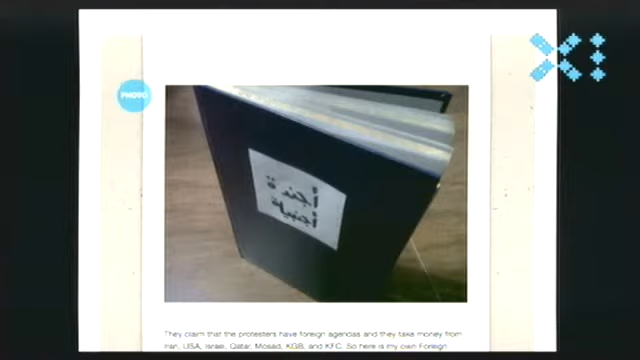 PHOTO
أجندة
أجنبية
They claim that the protesters have foreign agendas and they take money from
Iran, USA, Israel, Qatar, Mosad, KGB, and KFC. So here is my own Foreign